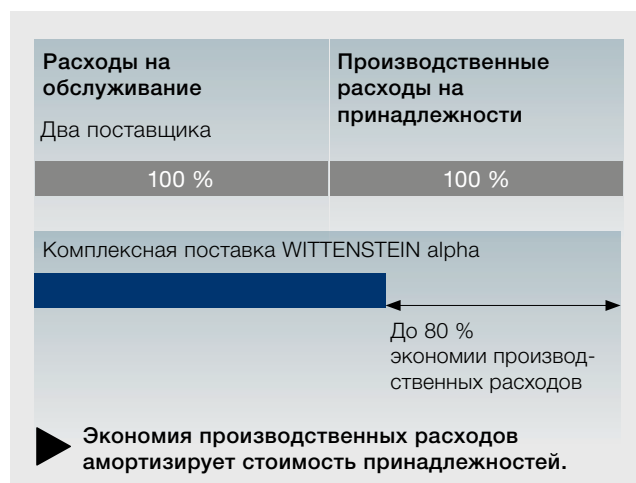 Расходы на
обслуживание
Два поставщика
Производственные
расходы на
принадлежности
100 %
100 %
Комплексная поставка WITTENSTEIN alpha
До 80 %
экономии производ-
ственных расходов
Экономия производственных расходов
амортизирует стоимость принадлежностей.